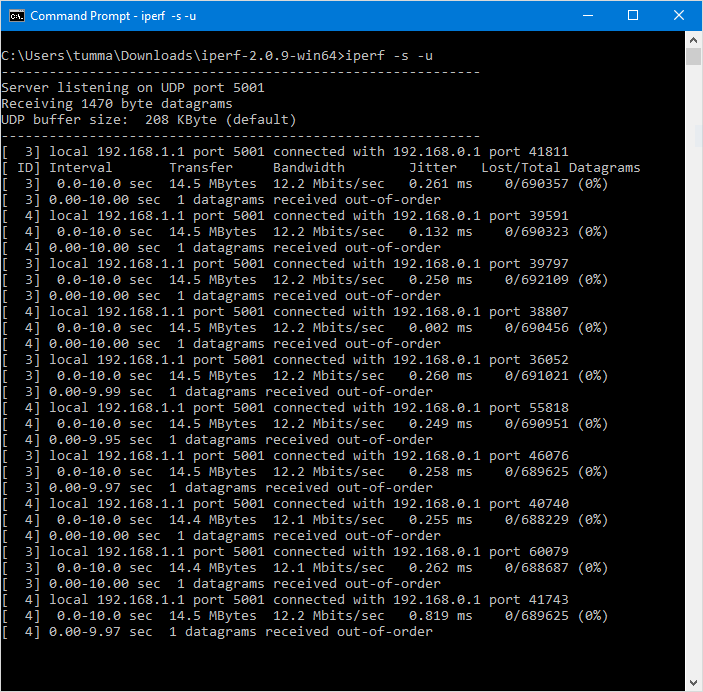 Command Prompt - iperf -s -u
C:\Users\tumma\Downloads\iperf-2.0.9-win64>iperf -s -u
------------------------------------------------------------
Server listening on UDP port 5001
Receiving 1470 byte datagrams
UDP buffer size:  208 KByte (default)
------------------------------------------------------------
[  3] local 192.168.1.1 port 5001 connected with 192.168.0.1 port 41811
[ ID] Interval       Transfer     Bandwidth        Jitter   Lost/Total Datagrams
[  3]  0.0-10.0 sec  14.5 MBytes  12.2 Mbits/sec   0.261 ms    0/690357 (0%)
[  3] 0.00-10.00 sec  1 datagrams received out-of-order
[  4] local 192.168.1.1 port 5001 connected with 192.168.0.1 port 39591
[  4]  0.0-10.0 sec  14.5 MBytes  12.2 Mbits/sec   0.132 ms    0/690323 (0%)
[  4] 0.00-10.00 sec  1 datagrams received out-of-order
[  3] local 192.168.1.1 port 5001 connected with 192.168.0.1 port 39797
[  3]  0.0-10.0 sec  14.5 MBytes  12.2 Mbits/sec   0.250 ms    0/692109 (0%)
[  3] 0.00-10.00 sec  1 datagrams received out-of-order
[  4] local 192.168.1.1 port 5001 connected with 192.168.0.1 port 38807
[  4]  0.0-10.0 sec  14.5 MBytes  12.2 Mbits/sec   0.002 ms    0/690456 (0%)
[  4] 0.00-10.00 sec  1 datagrams received out-of-order
[  3] local 192.168.1.1 port 5001 connected with 192.168.0.1 port 36052
[  3]  0.0-10.0 sec  14.5 MBytes  12.2 Mbits/sec   0.260 ms    0/691021 (0%)
[  3] 0.00-9.99 sec  1 datagrams received out-of-order
[  4] local 192.168.1.1 port 5001 connected with 192.168.0.1 port 55818
[  4]  0.0-10.0 sec  14.5 MBytes  12.2 Mbits/sec   0.249 ms    0/690951 (0%)
[  4] 0.00-9.95 sec  1 datagrams received out-of-order
[  3] local 192.168.1.1 port 5001 connected with 192.168.0.1 port 46076
[  3]  0.0-10.0 sec  14.5 MBytes  12.2 Mbits/sec   0.258 ms    0/689625 (0%)
[  3] 0.00-9.97 sec  1 datagrams received out-of-order
[  4] local 192.168.1.1 port 5001 connected with 192.168.0.1 port 40740
[  4]  0.0-10.0 sec  14.4 MBytes  12.1 Mbits/sec   0.255 ms    0/688229 (0%)
[  4] 0.00-10.00 sec  1 datagrams received out-of-order
[  3] local 192.168.1.1 port 5001 connected with 192.168.0.1 port 60079
[  3]  0.0-10.0 sec  14.4 MBytes  12.1 Mbits/sec   0.262 ms    0/688687 (0%)
[  3] 0.00-10.00 sec  1 datagrams received out-of-order
[  4] local 192.168.1.1 port 5001 connected with 192.168.0.1 port 41743
[  4]  0.0-10.0 sec  14.5 MBytes  12.2 Mbits/sec   0.819 ms    0/689625 (0%)
[  4] 0.00-9.97 sec  1 datagrams received out-of-order